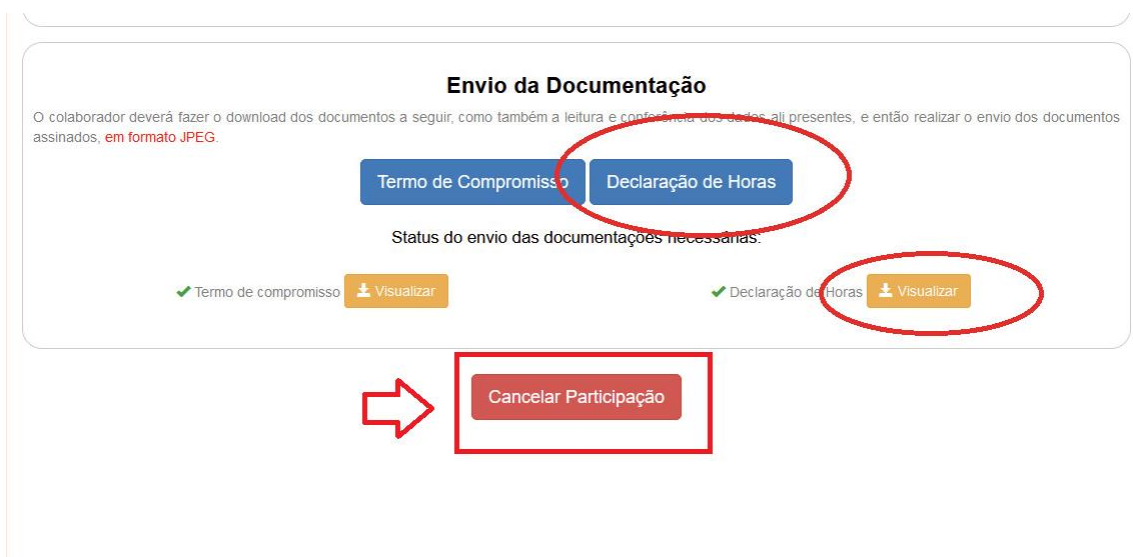 Envio da Documentação
O colaborador deverá fazer o download dos documentos a seguir, como também a leitura e conferência dos dados ali presentes, e então realizar o envio dos documentos
assinados, em formato JPEG.
Termo de Compromisso Declaração de Horas
Status do envio das documentações necessárias:
Termo de compromisso Visualizar Declaração de Horas Visualizar
Cancelar Participação